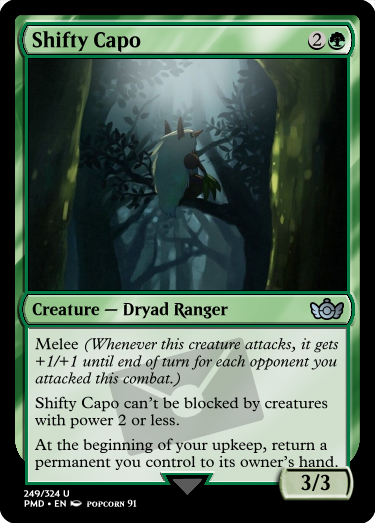 Shifty Capo 2
Creature — Dryad Ranger
Melee (Whenever this creature attacks, it gets
+1/+1 until end of turn for each opponent you
attacked this combat.)
Shifty Capo can't be blocked by creatures
with power 2 or less.
At the beginning of your upkeep, return a
permanent you control to its owner's hand.
3/3
249/324 U
PMD • EN POPCORN 91